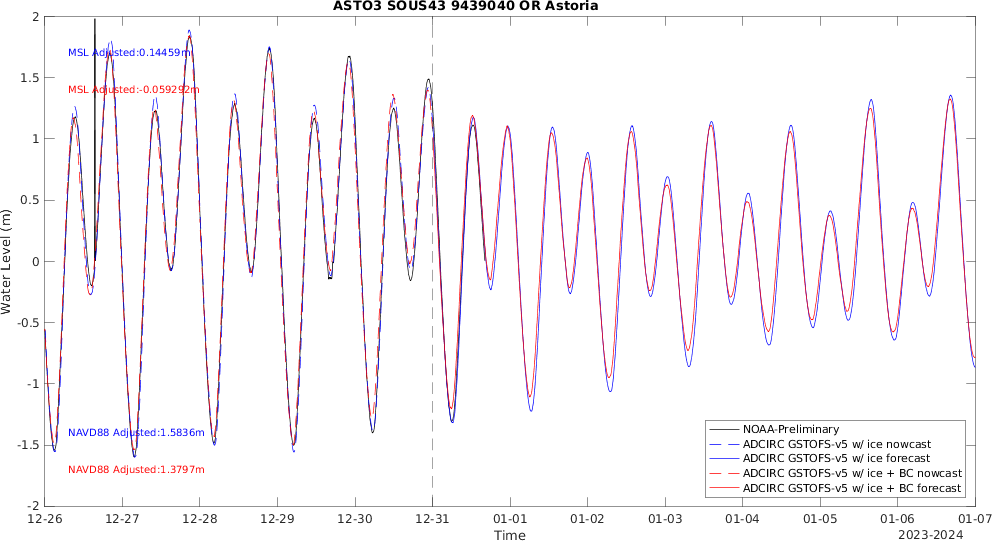 ASTO3 SOUS43 9439040 OR Astoria
2
1.5
1
0.5
0
-0.5
-1
-1.5
-2
Water Level (m)
MSL Adjusted:0.14459m
MSL Adjusted:-0.059292m
NAVD88 Adjusted:1.5836m
NAVD88 Adjusted:1.3797m
NOAA-Preliminary
ADCIRC GSTOFS-v5 w/ ice nowcast
ADCIRC GSTOFS-v5 w/ ice forecast
ADCIRC GSTOFS-v5 w/ ice + BC nowcast
ADCIRC GSTOFS-v5 w/ ice + BC forecast
12-26 12-27 12-28 12-29 12-30 12-31 01-01 01-02 01-03 01-04 01-05 01-06 01-07
Time
2023-2024